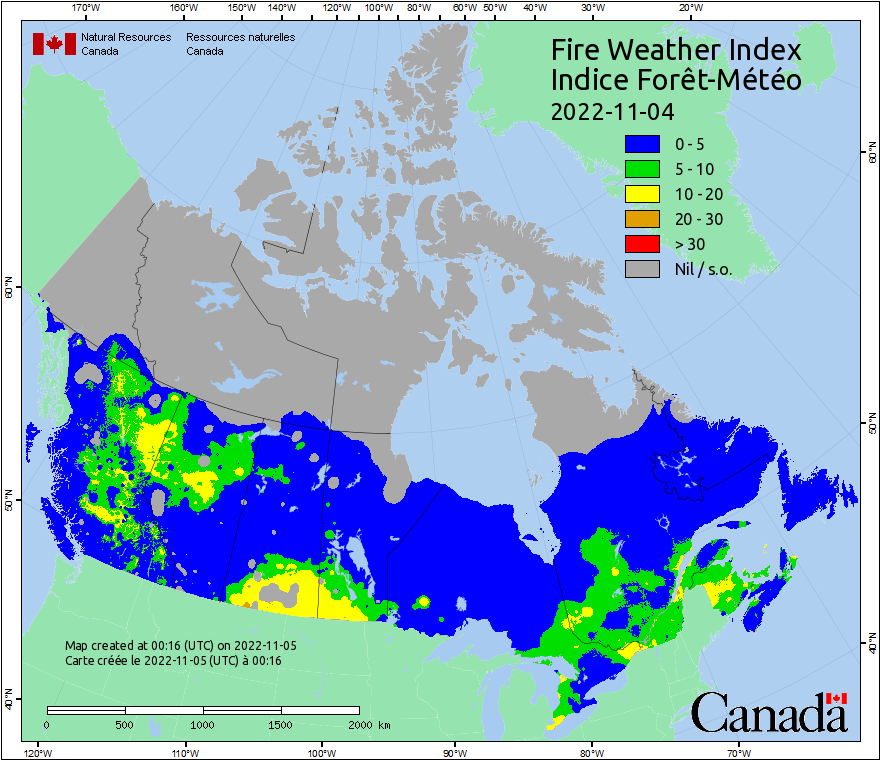 170°W 160°W 150°W 140°W 120°W 100°W 80°W 60°W 50°W 40°W 30°W 20°W
Natural Resources Canada
Ressources naturelles Canada
Fire Weather Index
Indice Forêt-Météo
2022-11-04
0 - 5
5 - 10
10 - 20
20 - 30
> 30
Nil / s.o.
60°N
50°N
40°N
60°N
50°N
40°N
Map created at 00:16 (UTC) on 2022-11-05
Carte créée le 2022-11-05 (UTC) à 00:16
0 500 1000 1500 2000 km
Canada
120°W 110°W 100°W 90°W 80°W 70°W